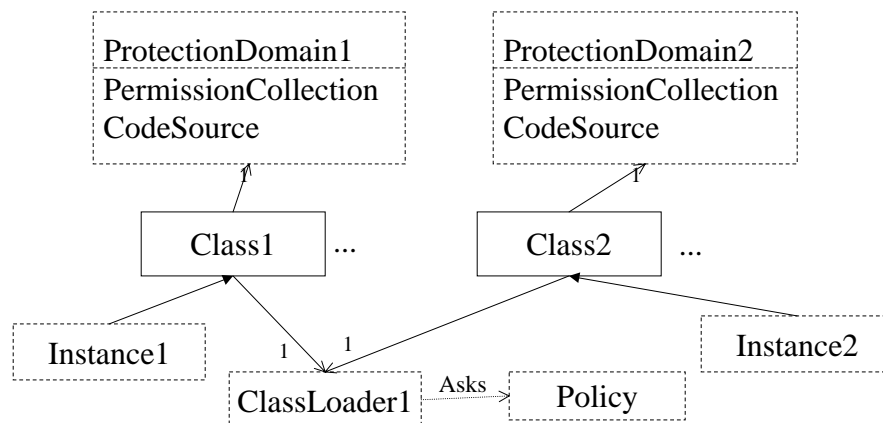 ProtectionDomain1
PermissionCollection
CodeSource
ProtectionDomain2
PermissionCollection
CodeSource
1
1
Class1
...
Class2
...
Instance1
1
1
Instance2
ClassLoader1
Asks
Policy